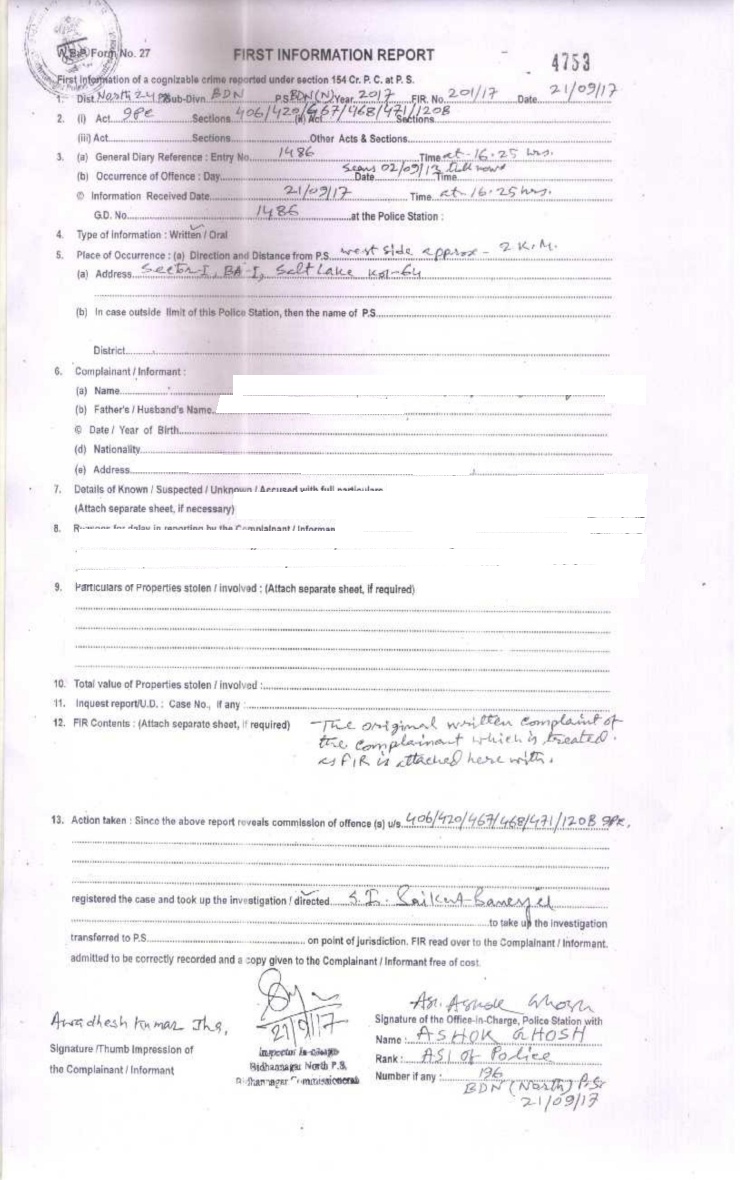 W.B.P. Form No. 27
FIRST INFORMATION REPORT
4753
First Information of a cognizable crime reported under section 154 Cr. P. C. at P. S.
1. Dist. North 24 Sub-Divn. BDN P.S. BDN(N) Year 2017 FIR. No. 201/17 Date 21/09/17
2. (i) Act IPC Sections 406/420/467/468/471/120B (ii) Act Sections
(iii) Act Sections Other Acts & Sections
3. (a) General Diary Reference : Entry No. 1486 Time at-16.25 hrs.
(b) Occurrence of Offence : Day Date 02/09/13 Time
© Information Received Date 21/09/17 Time at-16.25 hrs.
G.D. No. 1486 at the Police Station :
4. Type of information : Written / Oral
5. Place of Occurrence : (a) Direction and Distance from P.S. west side approx - 2 K.M.
(a) Address Sector-I, BA-I, Salt Lake Kol-64
(b) In case outside limit of this Police Station, then the name of P.S.
District
6. Complainant / Informant :
(a) Name
(b) Father's / Husband's Name
© Date / Year of Birth
(d) Nationality
(e) Address
7. Details of Known / Suspected / Unknown / Accused with full particulars
(Attach separate sheet, if necessary)
8. Reasons for delay in reporting by the Complainant / Informan
9. Particulars of Properties stolen / involved : (Attach separate sheet, if required)
10. Total value of Properties stolen / involved :
11. Inquest report/U.D. : Case No., if any :
12. FIR Contents : (Attach separate sheet, if required) The original written complaint of
the complainant which is treated
as FIR is attached here with.
13. Action taken : Since the above report reveals commission of offence (s) u/s. 406/420/467/468/471/120B IPC.
registered the case and took up the investigation / directed S.I. Saikat Banerjee
to take up the investigation
transferred to P.S. on point of jurisdiction. FIR read over to the Complainant / Informant.
admitted to be correctly recorded and a copy given to the Complainant / Informant free of cost.
Awadhesh Kumar Jha,
Signature /Thumb Impression of
the Complainant / Informant
21/9/17
Inspector in-charge
Bidhannagar North P.S.
Bidhannagar Commissionerate
ASI. Ashok Ghosh
Signature of the Office-in-Charge, Police Station with
Name : ASHOK GHOSH
Rank : ASI of Police
Number if any : 196
BDN (North) P.S.
21/09/17